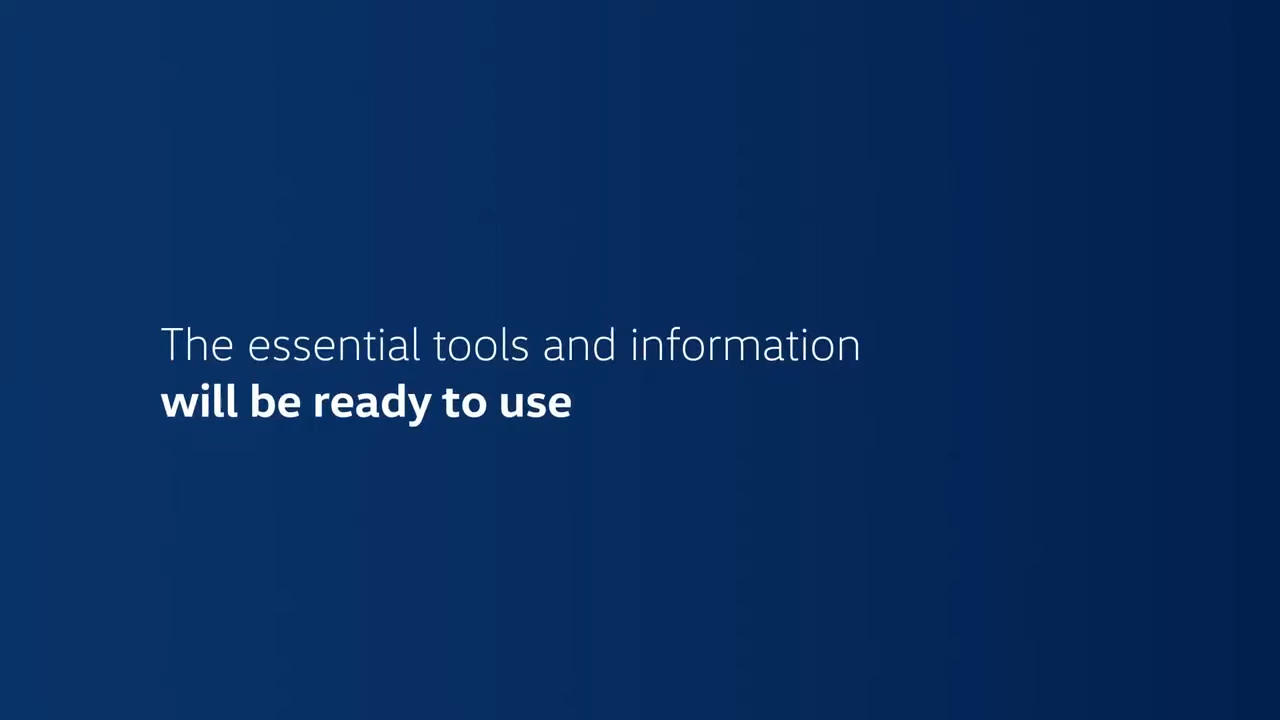 The essential tools and information
will be ready to use